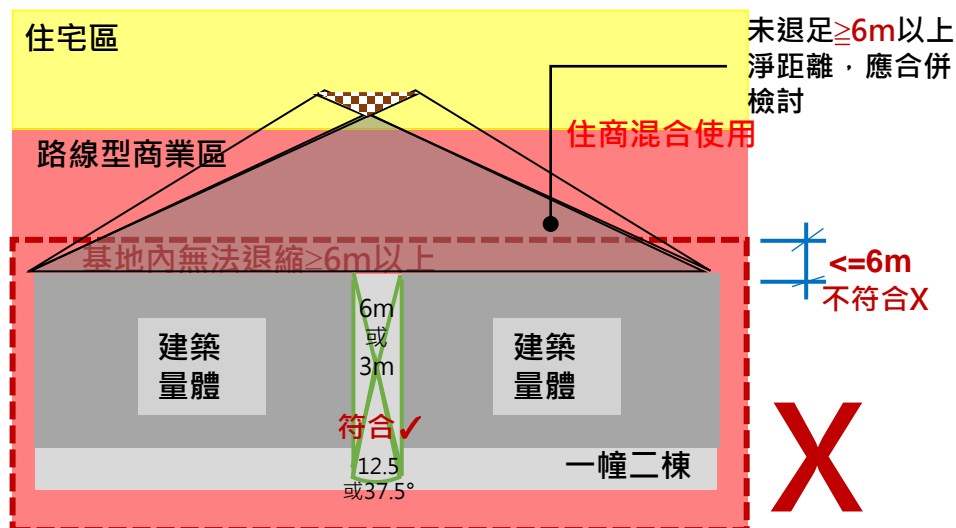 住宅區
未退足≧6m以上
淨距離，應合併
檢討
住商混合使用
路線型商業區
基地內無法退縮≥6m以上
<=6m
不符合X
6m
或
3m
建築
量體
建築
量體
符合✓
12.5
或37.5°
一幢二棟
X